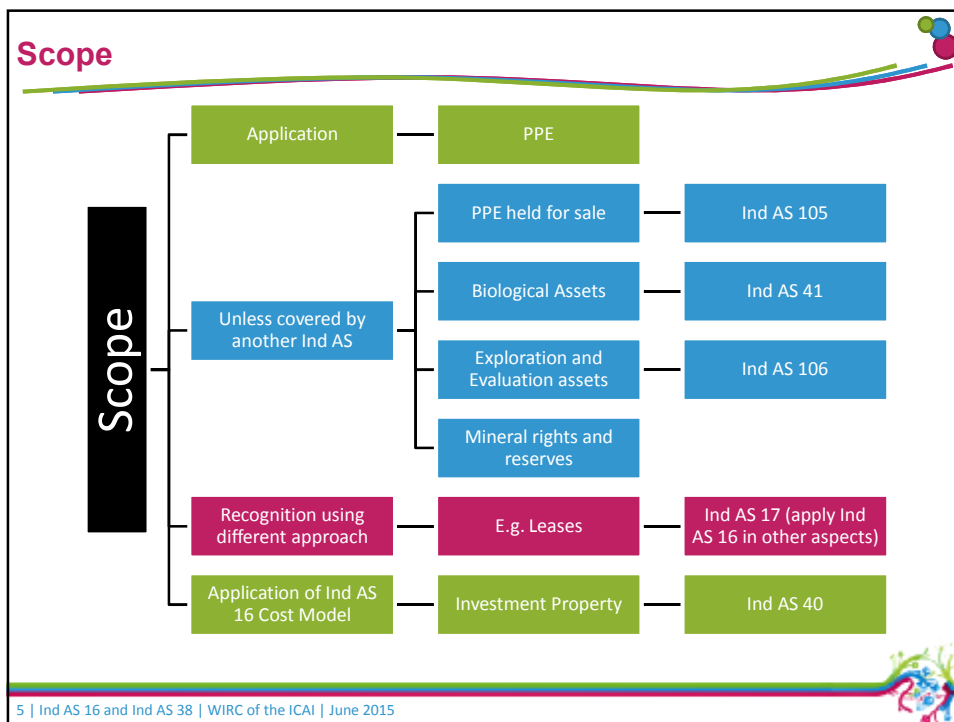 Scope
Scope
Application
PPE
Unless covered by
another Ind AS
PPE held for sale
Ind AS 105
Biological Assets
Ind AS 41
Exploration and
Evaluation assets
Ind AS 106
Mineral rights and
reserves
Recognition using
different approach
E.g. Leases
Ind AS 17 (apply Ind
AS 16 in other aspects)
Application of Ind AS
16 Cost Model
Investment Property
Ind AS 40
5 | Ind AS 16 and Ind AS 38 | WIRC of the ICAI | June 2015